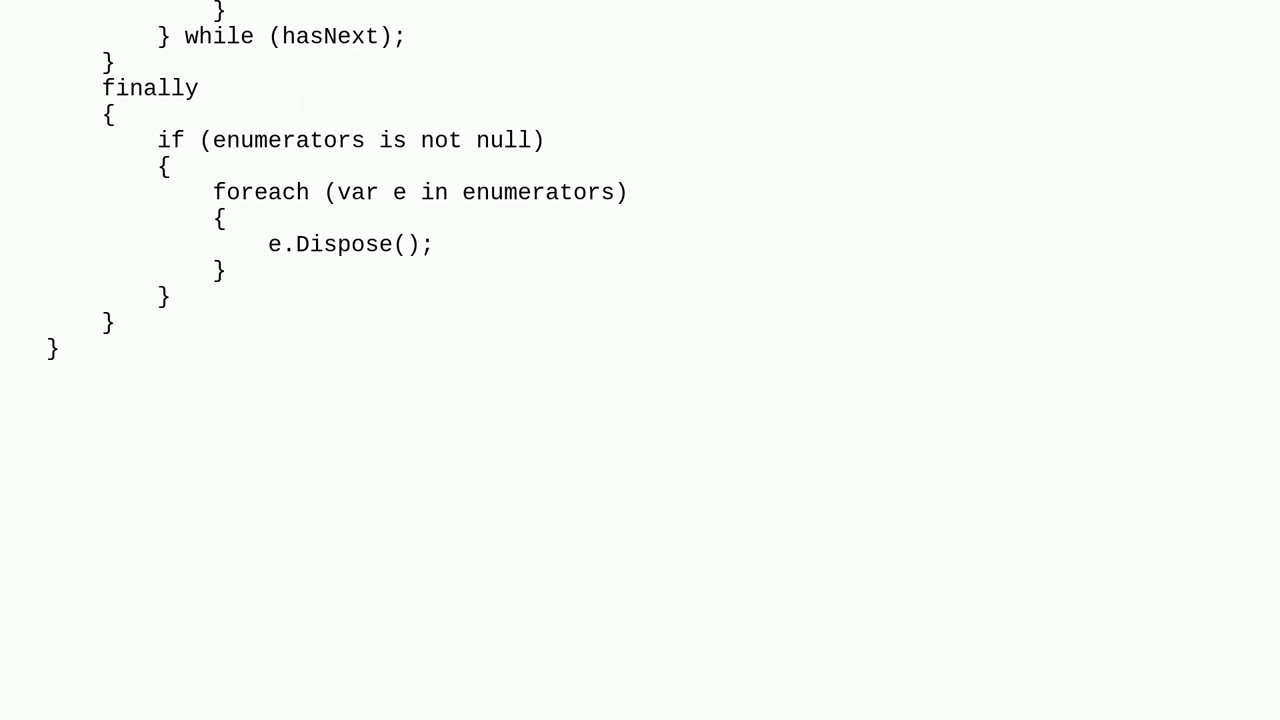 }
} while (hasNext);
}
finally
{
if (enumerators is not null)
{
foreach (var e in enumerators)
{
e.Dispose();
}
}
}
}